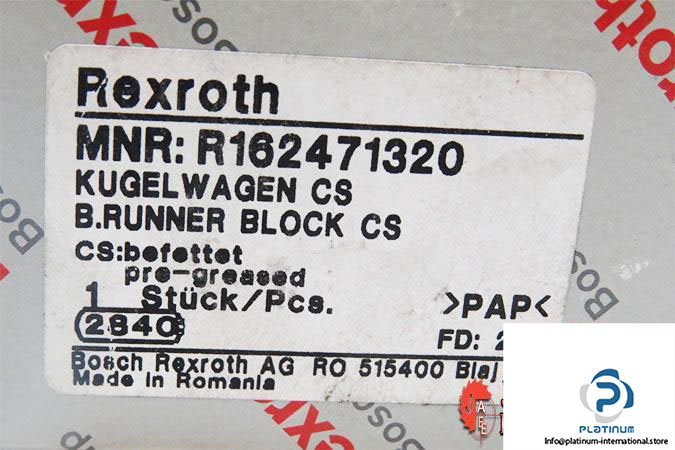 Rexroth
MNR: R162471320
KUGELWAGEN CS
B.RUNNER BLOCK CS
CS:befettet
pre-greased
1 Stück/Pcs. >PAP<
2840 FD: 2
Bosch Rexroth AG RO 515400 Blaj
Made in Romania
PLATINUM
Info@platinum-international.store